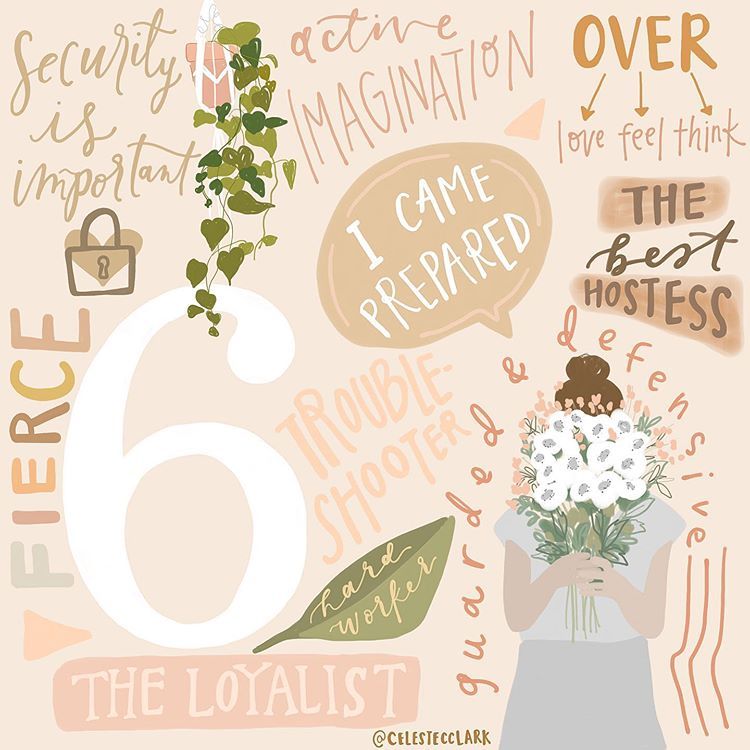 Security
is
important
active
IMAGINATION
OVER
love feel think
I CAME
PREPARED
THE
best
HOSTESS
FIERCE
6
TROUBLE-
SHOOTER
guarded & defensive
hard
worker
THE LOYALIST
@CELESTECCLARK